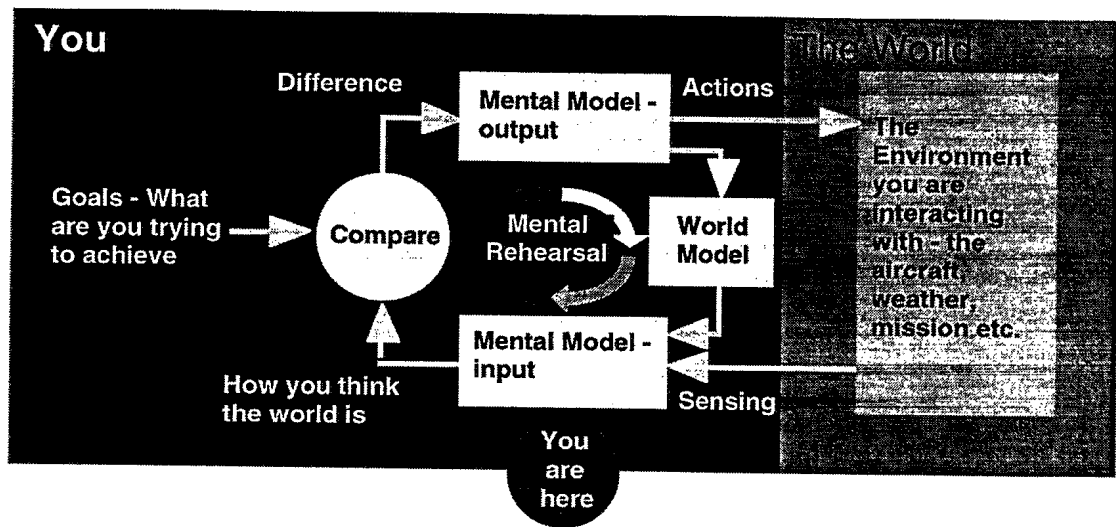 You
The World
Difference
Mental Model -
output
Actions
The
Environment
you are
interacting
with - the
aircraft,
weather,
mission.etc.
Goals - What
are you trying
to achieve
Compare
Mental
Rehearsal
World
Model
Mental Model -
input
How you think
the world is
Sensing
You
are
here